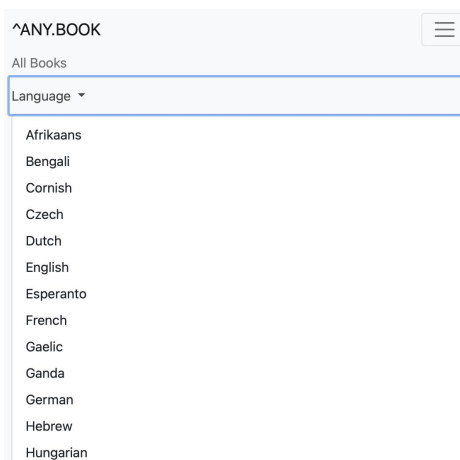 ^ANY.BOOK
All Books
Language
Afrikaans
Bengali
Cornish
Czech
Dutch
English
Esperanto
French
Gaelic
Ganda
German
Hebrew
Hungarian